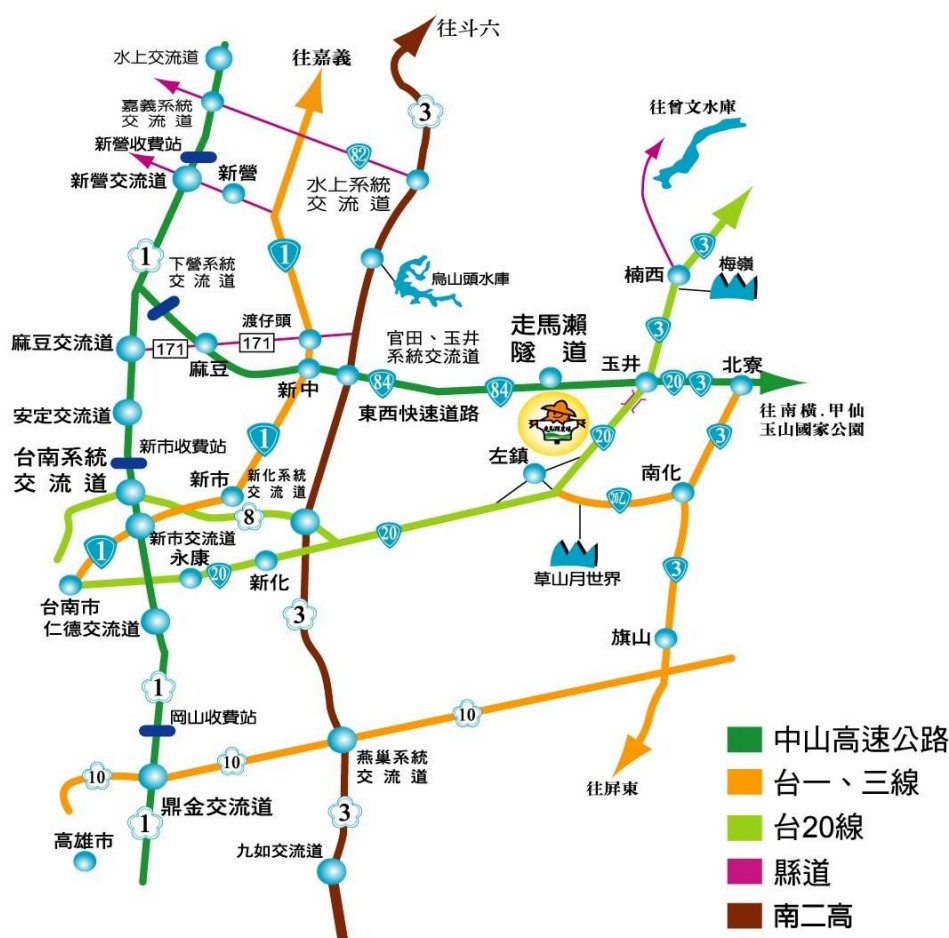 往斗六
水上交流道
往嘉義
嘉義系統
交流道
3
往曾文水庫
新營收費站
82
新營交流道
新營
水上系統
交流道
3
1
1
下營系統
交流道
烏山頭水庫
楠西
梅嶺
渡仔頭
走馬瀨
隧道
3
麻豆交流道
171
麻豆
171
官田、玉井
系統交流道
玉井
北寮
新中
84
84
20
3
東西快速道路
往南橫.甲仙
玉山國家公園
安定交流道
走馬瀨農場
新市收費站
1
20
3
台南系統
交流道
新市
新化系統
交流道
左鎮
南化
8
20
20乙
1
新市交流道
永康
20
新化
草山月世界
3
台南市
仁德交流道
3
旗山
1
10
岡山收費站
10
10
燕巢系統
交流道
往屏東
鼎金交流道
1
3
高雄市
九如交流道
中山高速公路
台一、三線
台20線
縣道
南二高